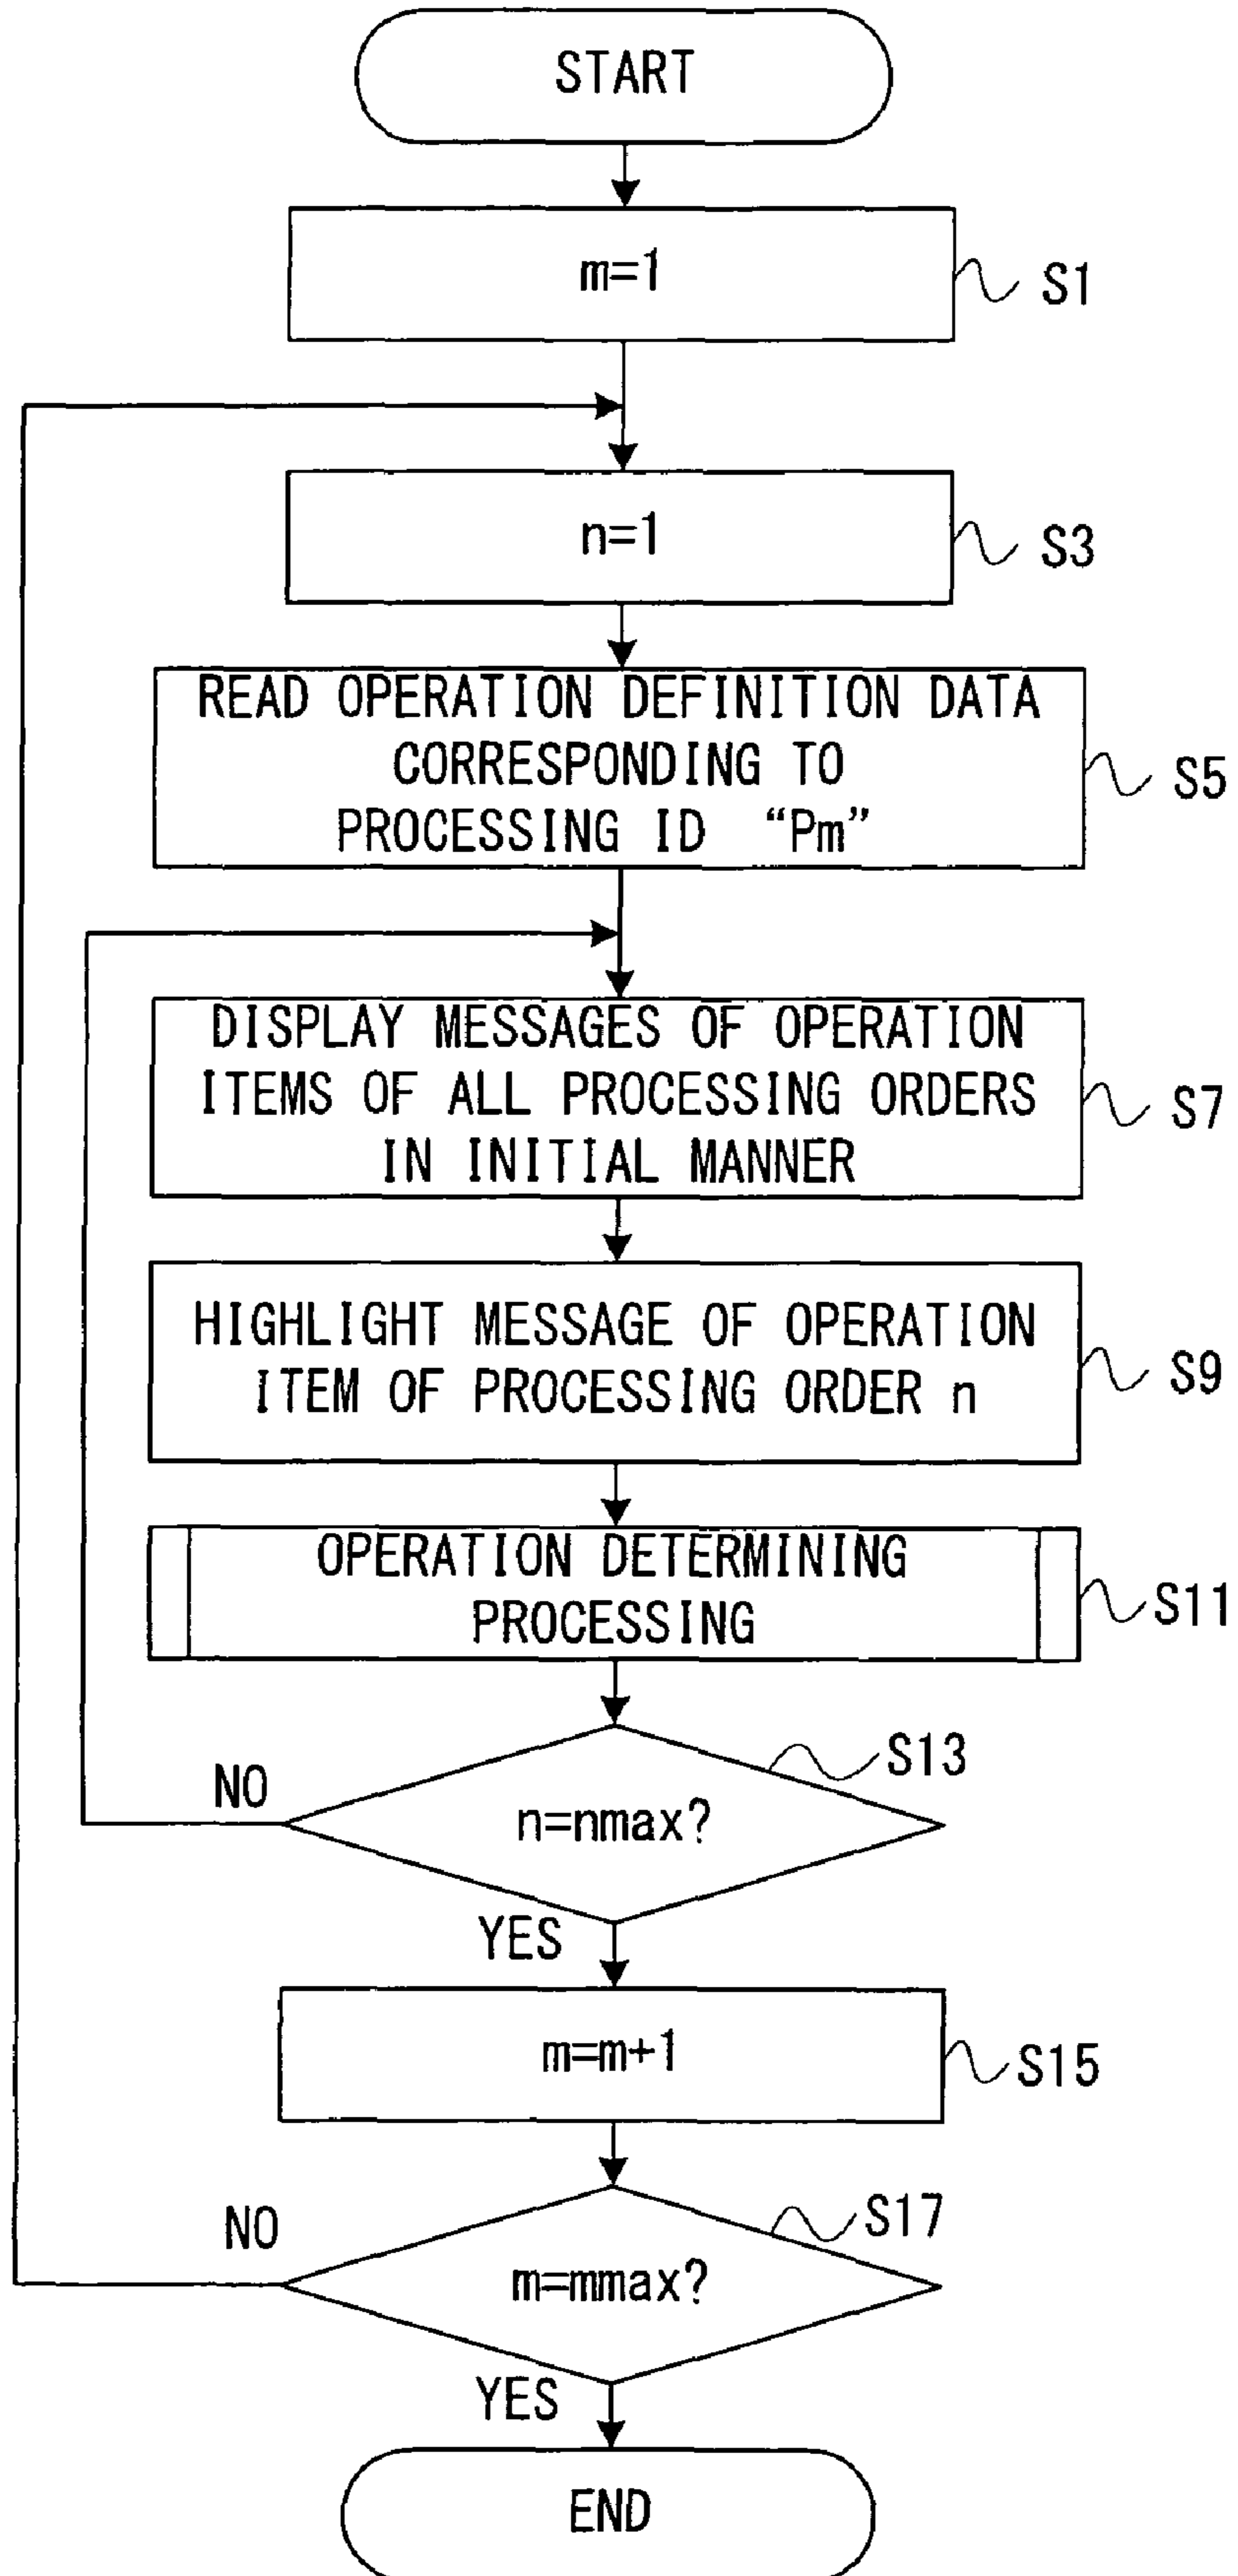 START
m=1
S1
n=1
S3
READ OPERATION DEFINITION DATA
CORRESPONDING TO
PROCESSING ID “Pm”
S5
DISPLAY MESSAGES OF OPERATION
ITEMS OF ALL PROCESSING ORDERS
IN INITIAL MANNER
S7
HIGHLIGHT MESSAGE OF OPERATION
ITEM OF PROCESSING ORDER n
S9
OPERATION DETERMINING
PROCESSING
S11
S13
NO
n=nmax?
YES
m=m+1
S15
S17
NO
m=mmax?
YES
END